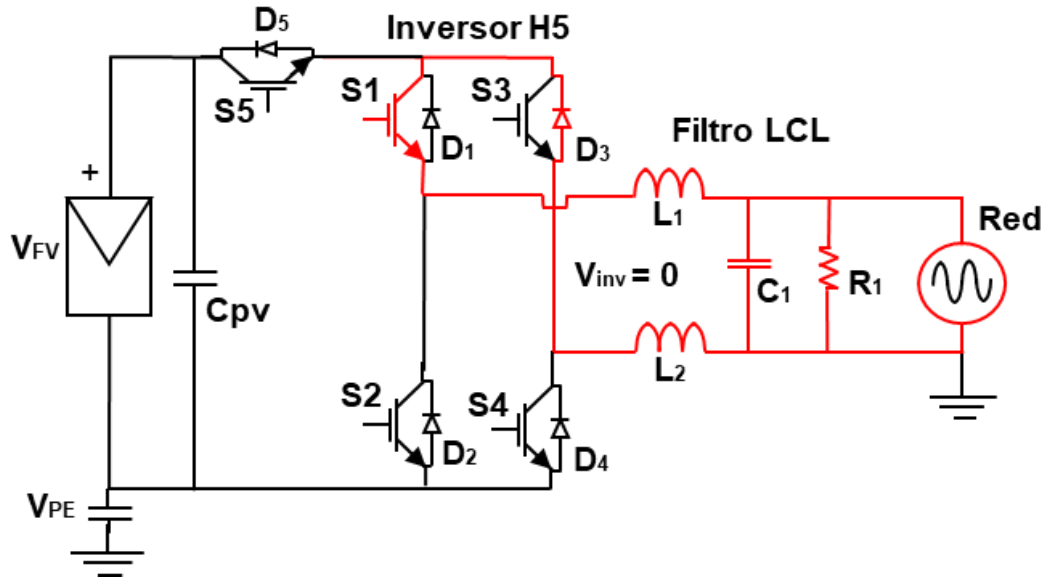 D5
Inversor H5
S5
S1
D1
S3
D3
Filtro LCL
+
VFV
Cpv
L1
Vinv = 0
C1
R1
Red
L2
S2
D2
S4
D4
VPE